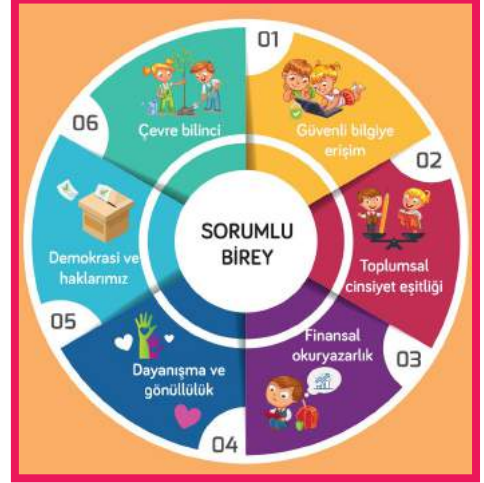 SORUMLU
BİREY
01
Güvenli bilgiye
erişim
02
Toplumsal
cinsiyet eşitliği
03
Finansal
okuryazarlık
04
Dayanışma ve
gönüllülük
05
Demokrasi ve
haklarımız
06
Çevre bilinci